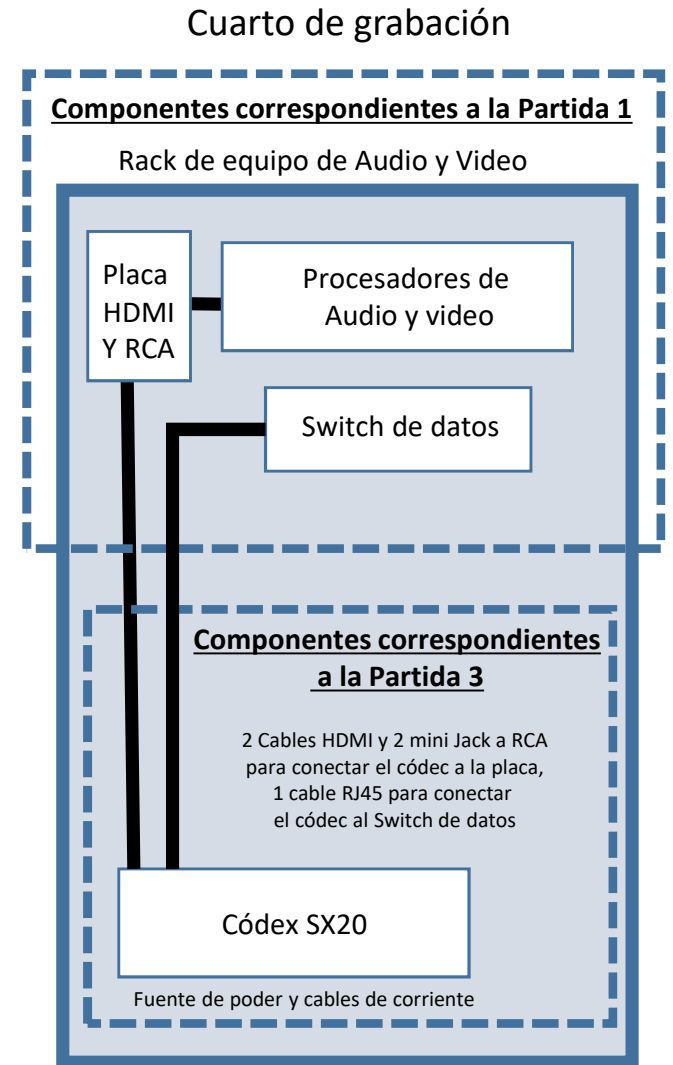 Cuarto de grabación
Componentes correspondientes a la Partida 1
Rack de equipo de Audio y Video
Placa
HDMI
Y RCA
Procesadores de
Audio y video
Switch de datos
Componentes correspondientes
a la Partida 3
2 Cables HDMI y 2 mini Jack a RCA
para conectar el códec a la placa,
1 cable RJ45 para conectar
el códec al Switch de datos
Códex SX20
Fuente de poder y cables de corriente